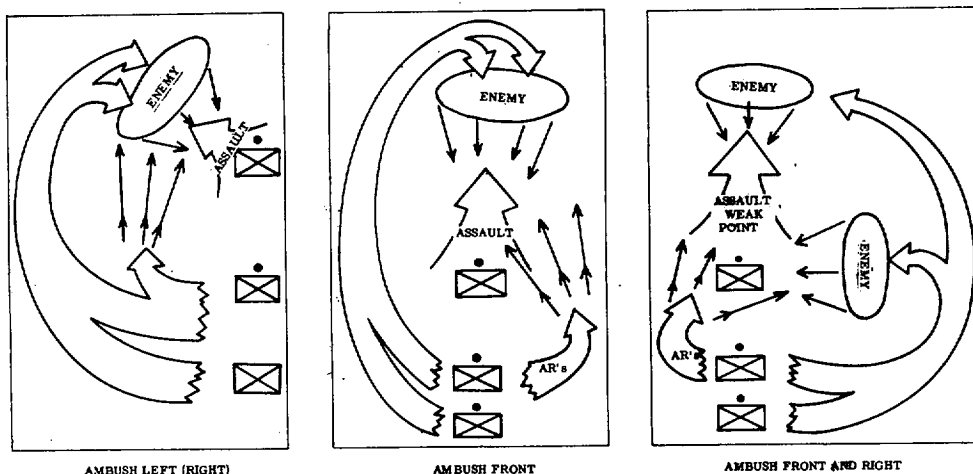 ENEMY
ASSAULT
AMBUSH LEFT (RIGHT)
ENEMY
ASSAULT
AR's
AMBUSH FRONT
ENEMY
ASSAULT
WEAK
POINT
ENEMY
AR's
AMBUSH FRONT AND RIGHT